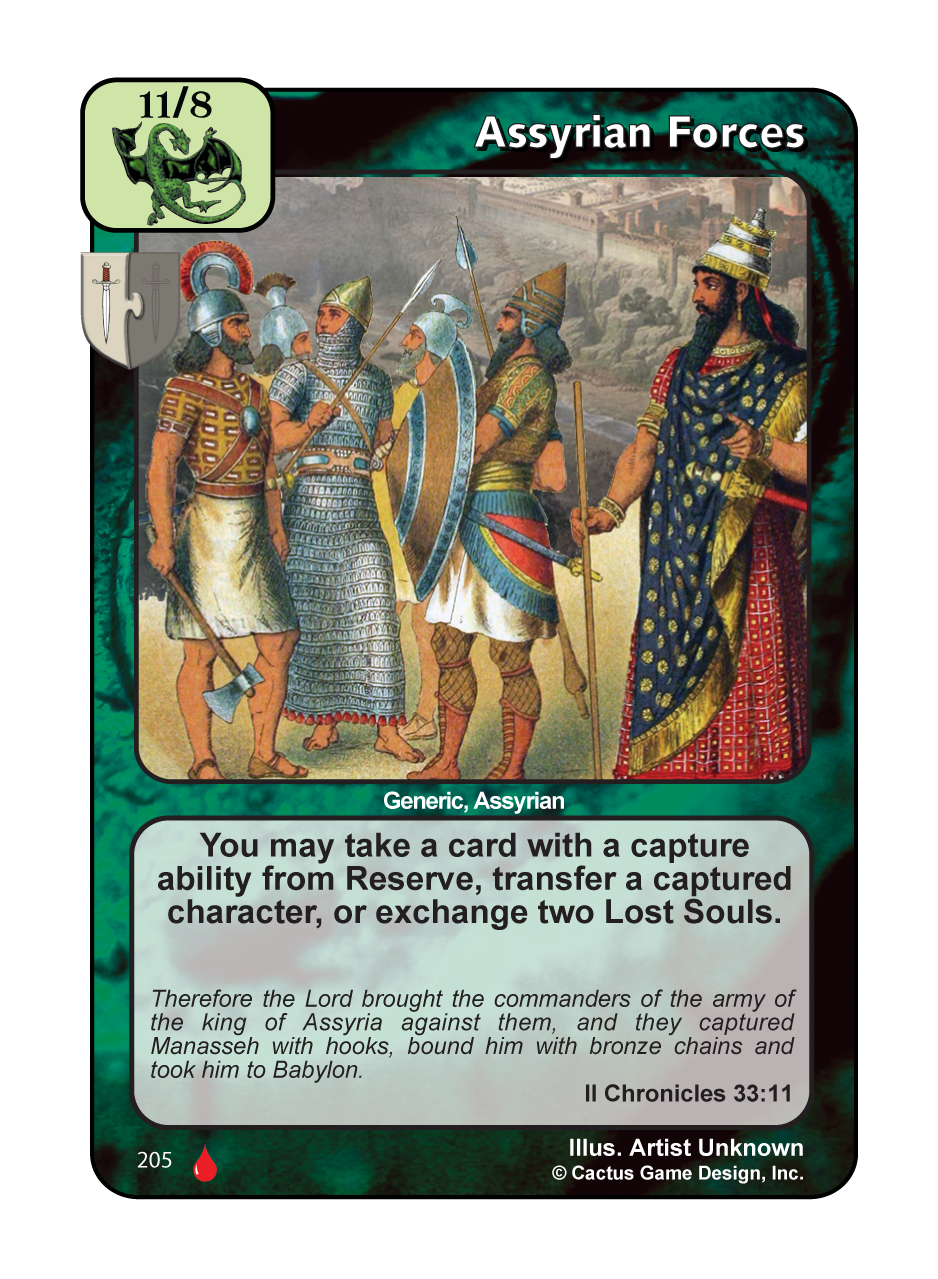 11/8
Assyrian Forces
Generic, Assyrian
You may take a card with a capture
ability from Reserve, transfer a captured
character, or exchange two Lost Souls.
Therefore the Lord brought the commanders of the army of
the king of Assyria against them, and they captured
Manasseh with hooks, bound him with bronze chains and
took him to Babylon.
II Chronicles 33:11
205
Illus. Artist Unknown
© Cactus Game Design, Inc.